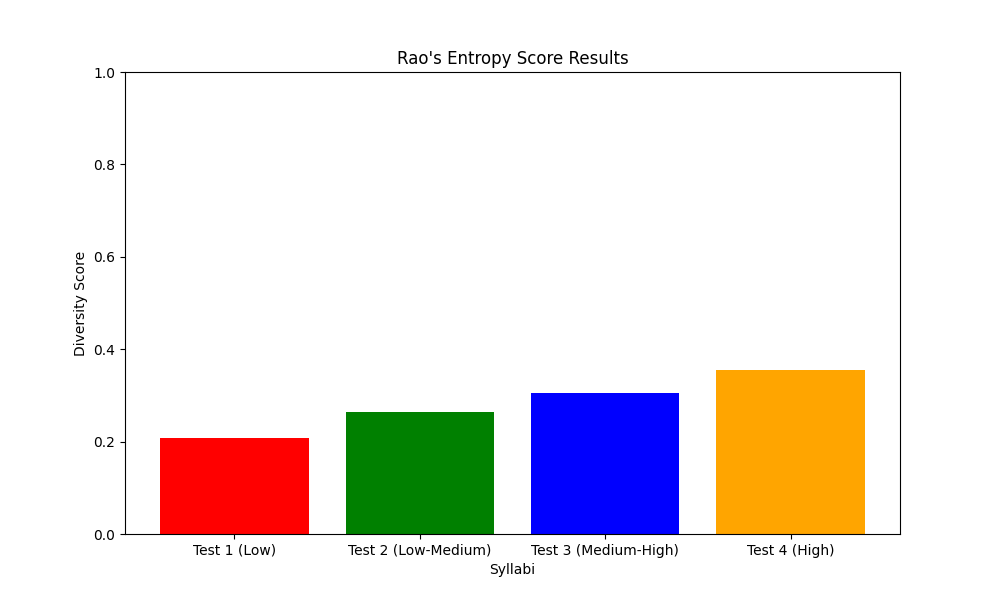 Rao's Entropy Score Results
Diversity Score
1.0
0.8
0.6
0.4
0.2
0.0
Test 1 (Low) Test 2 (Low-Medium) Test 3 (Medium-High) Test 4 (High)
Syllabi